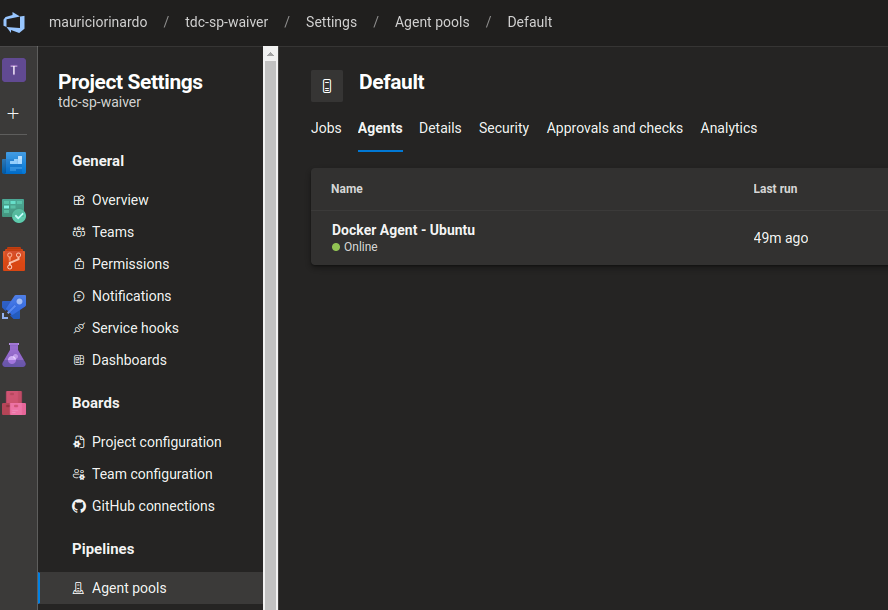 mauriciorinardo / tdc-sp-waiver / Settings / Agent pools / Default
T
Project Settings
tdc-sp-waiver
General
Overview
Teams
Permissions
Notifications
Service hooks
Dashboards
Boards
Project configuration
Team configuration
GitHub connections
Pipelines
Agent pools
Default
Jobs Agents Details Security Approvals and checks Analytics
Name Last run
Docker Agent - Ubuntu
Online
49m ago